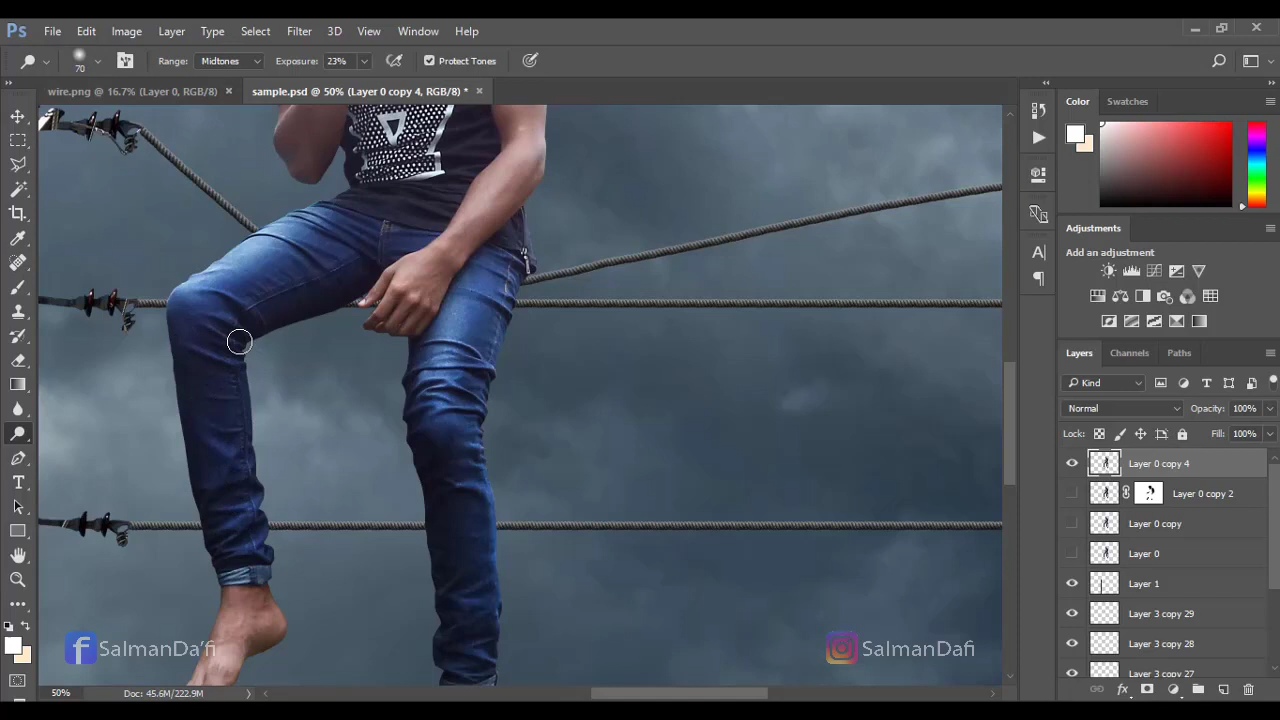 Ps File Edit Image Layer Type Select Filter 3D View Window Help
70 Range: Midtones Exposure: 23% Protect Tones
wire.png @ 16.7% (Layer 0, RGB/8) × sample.psd @ 50% (Layer 0 copy 4, RGB/8) * ×
Color Swatches
Adjustments
Add an adjustment
Layers Channels Paths
Kind
Normal Opacity: 100%
Lock: Fill: 100%
Layer 0 copy 4
Layer 0 copy 2
Layer 0 copy
Layer 0
Layer 1
Layer 3 copy 29
Layer 3 copy 28
Layer 3 copy 27
SalmanDa'fi SalmanDafi
50% Doc: 45.6M/222.9M